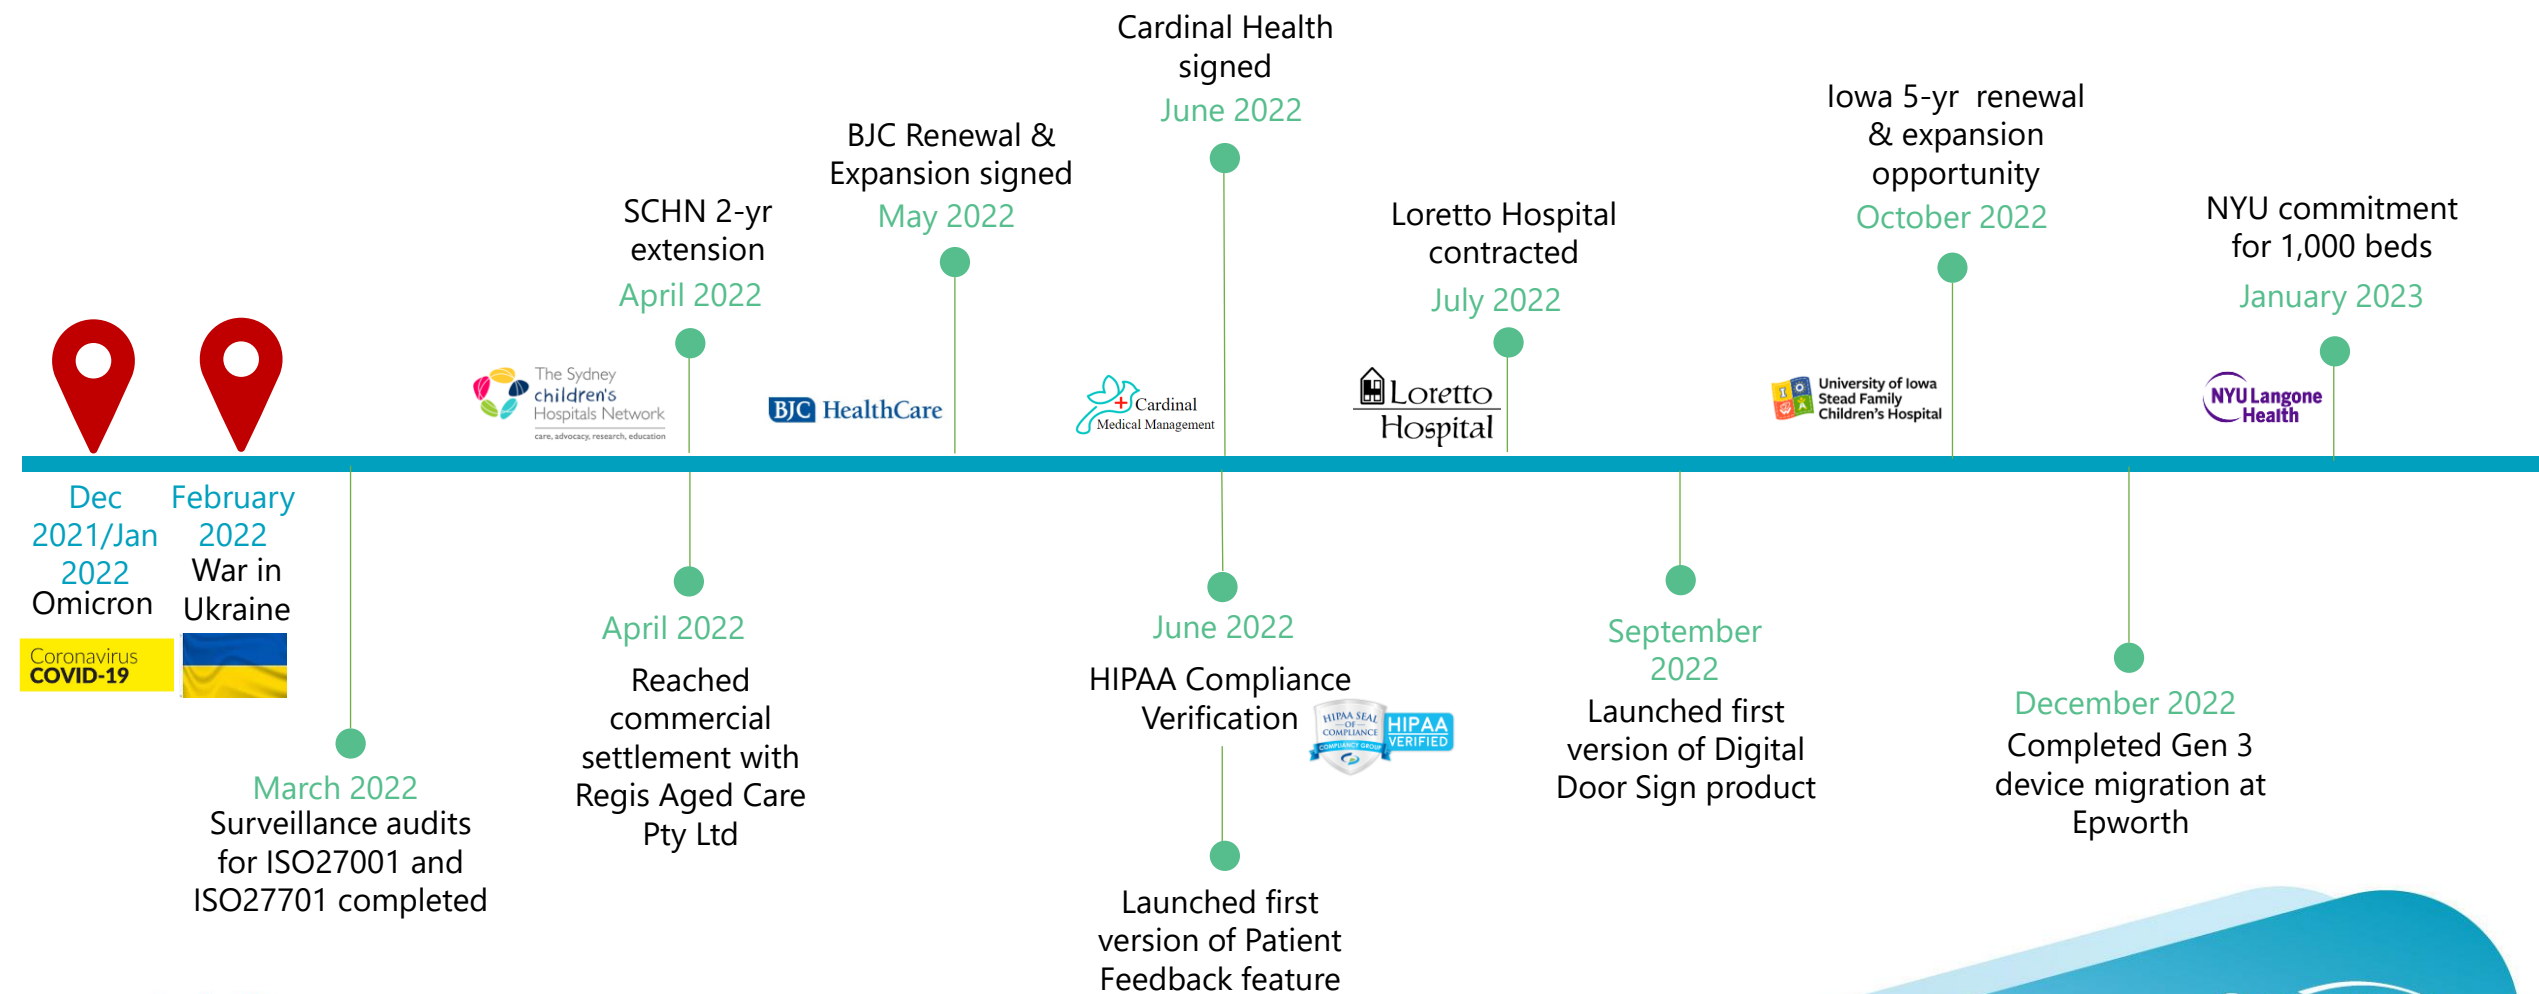 Cardinal Health
signed
June 2022
Iowa 5-yr renewal
& expansion
opportunity
October 2022
BJC Renewal &
Expansion signed
May 2022
SCHN 2-yr
extension
April 2022
Loretto Hospital
contracted
July 2022
NYU commitment
for 1,000 beds
January 2023
The Sydney
children's
Hospitals Network
care, advocacy, research, education
BJC HealthCare
Cardinal
Medical Management
Loretto
Hospital
University of Iowa
Stead Family
Children's Hospital
NYU Langone
Health
Dec
2021/Jan
2022
Omicron
Coronavirus
COVID-19
February
2022
War in
Ukraine
March 2022
Surveillance audits
for ISO27001 and
ISO27701 completed
April 2022
Reached
commercial
settlement with
Regis Aged Care
Pty Ltd
June 2022
HIPAA Compliance
Verification
HIPAA SEAL
OF
COMPLIANCE
COMPLIANCY GROUP
HIPAA
VERIFIED
Launched first
version of Patient
Feedback feature
September
2022
Launched first
version of Digital
Door Sign product
December 2022
Completed Gen 3
device migration at
Epworth